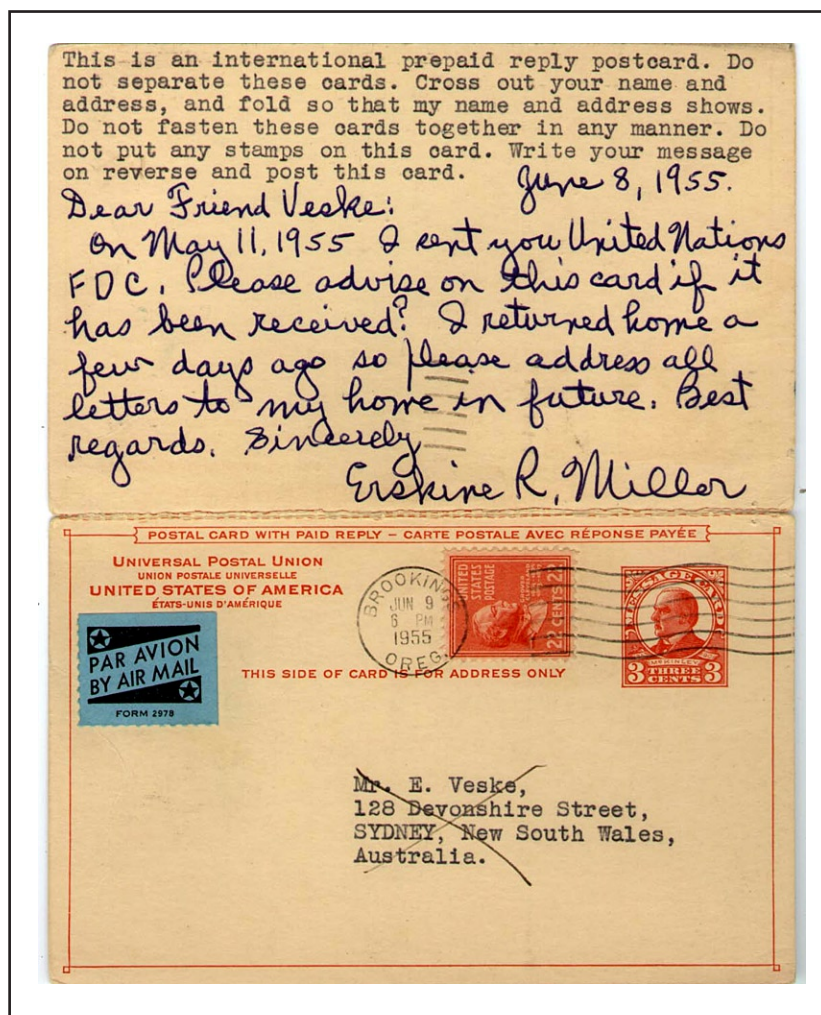 This is an international prepaid reply postcard. Do
not separate these cards. Cross out your name and
address, and fold so that my name and address shows.
Do not fasten these cards together in any manner. Do
not put any stamps on this card. Write your message
on reverse and post this card.
June 8, 1955.
Dear Friend Veske:
On May 11, 1955 I sent you United Nations
FDC. Please advise on this card if it
has been received? I returned home a
few days ago so please address all
letters to my home in future. Best
regards. Sincerely
Erskine R. Miller
POSTAL CARD WITH PAID REPLY – CARTE POSTALE AVEC RÉPONSE PAYÉE
UNIVERSAL POSTAL UNION
UNION POSTALE UNIVERSELLE
UNITED STATES OF AMERICA
ÉTATS-UNIS D'AMÉRIQUE
PAR AVION
BY AIR MAIL
FORM 2978
BROOKINGS
JUN 9
6 PM
1955
OREG.
UNITED
STATES
POSTAGE
22 CENTS 22
MESSAGE CARD
McKINLEY
3 THREE 3
CENTS
THIS SIDE OF CARD IS FOR ADDRESS ONLY
Mr. E. Veske,
128 Devonshire Street,
SYDNEY, New South Wales,
Australia.